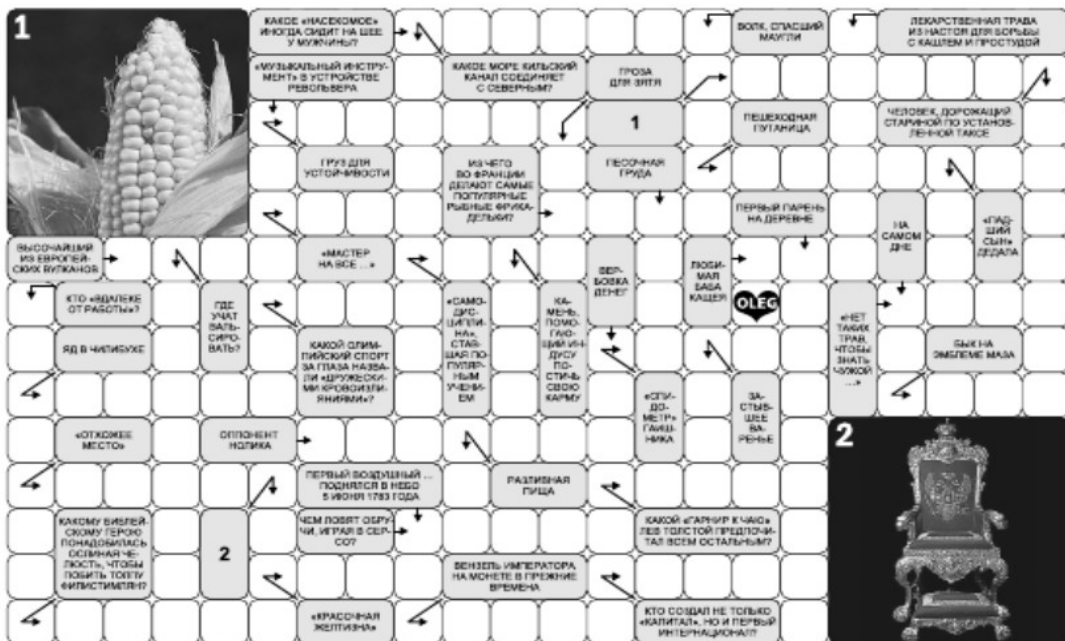 1
КАКОЕ «НАСЕКОМОЕ»
ИНОГДА СИДИТ НА ШЕЕ
У МУЖЧИНЫ?
ВОЛК, СПАСШИЙ
МАУГЛИ
ЛЕКАРСТВЕННАЯ ТРАВА
ИЗ НАСТОЯ ДЛЯ БОРЬБЫ
С КАШЛЕМ И ПРОСТУДОЙ
«МУЗЫКАЛЬНЫЙ ИНСТРУ-
МЕНТ» В УСТРОЙСТВЕ
РЕВОЛЬВЕРА
КАКОЕ МОРЕ КИЛЬСКИЙ
КАНАЛ СОЕДИНЯЕТ
С СЕВЕРНЫМ?
ГРОЗА
ДЛЯ ЗЯТЯ
1
ПЕШЕХОДНАЯ
ПУТАНИЦА
ЧЕЛОВЕК, ДОРОЖАЩИЙ
СТАРИНОЙ ПО УСТАНОВ-
ЛЕННОЙ ТАКСЕ
ГРУЗ ДЛЯ
УСТОЙЧИВОСТИ
ИЗ ЧЕГО
ВО ФРАНЦИИ
ДЕЛАЮТ САМЫЕ
ПОПУЛЯРНЫЕ
РЫБНЫЕ ФРИКА-
ДЕЛЬКИ?
ПЕСОЧНАЯ
ГРУДА
ПЕРВЫЙ ПАРЕНЬ
НА ДЕРЕВНЕ
НА
САМОМ
ДНЕ
«ПАД-
ШИЙ
СЫН»
ДЕДАЛА
ВЫСОЧАЙШИЙ
ИЗ ЕВРОПЕЙ-
СКИХ ВУЛКАНОВ
«МАСТЕР
НА ВСЕ ...»
ВЕР-
БОВКА
ДЕНЕГ
ЛЮБИ-
МАЯ
БАБА
КАЩЕЯ
КТО «ВДАЛЕКЕ
ОТ РАБОТЫ»?
ГДЕ
УЧАТ
ВАЛЬ-
СИРО-
ВАТЬ?
«САМО-
ДИС-
ЦИПЛИ-
НА»,
СТАВ-
ШАЯ ПО-
ПУЛЯР-
НЫМ
УЧЕНИ-
ЕМ
КА-
МЕНЬ,
ПОМО-
ГАЮ-
ЩИЙ ИН-
ДУСУ
ПО-
СТИЧЬ
СВОЮ
КАРМУ
OLEG
«НЕТ
ТАКИХ
ТРАВ,
ЧТОБЫ
ЗНАТЬ
ЧУЖОЙ
...»
ЯД В ЧИЛИБУХЕ
КАКОЙ ОЛИМ-
ПИЙСКИЙ СПОРТ
ЗА ГЛАЗА НАЗВА-
ЛИ «ДРУЖЕСКИ-
МИ КРОВОИЗЛИ-
ЯНИЯМИ»?
БЫК НА
ЭМБЛЕМЕ МАЗА
«СПИ-
ДО-
МЕТР»
ГАИШ-
НИКА
ЗА-
СТЫВ-
ШЕЕ
ВА-
РЕНЬЕ
«ОТХОЖЕЕ
МЕСТО»
ОППОНЕНТ
НОЛИКА
2
ПЕРВЫЙ ВОЗДУШНЫЙ ...
ПОДНЯЛСЯ В НЕБО
5 ИЮНЯ 1783 ГОДА
РАЗЛИВНАЯ
ПИЩА
КАКОМУ БИБЛЕЙ-
СКОМУ ГЕРОЮ
ПОНАДОБИЛАСЬ
ОСЛИНАЯ ЧЕ-
ЛЮСТЬ, ЧТОБЫ
ПОБИТЬ ТОЛПУ
ФИЛИСТИМЛЯН?
2
ЧЕМ ЛОВЯТ ОБРУ-
ЧИ, ИГРАЯ В СЕР-
СО?
КАКОЙ «ГАРНИР К ЧАЮ»
ЛЕВ ТОЛСТОЙ ПРЕДПОЧИ-
ТАЛ ВСЕМ ОСТАЛЬНЫМ?
ВЕНЗЕЛЬ ИМПЕРАТОРА
НА МОНЕТЕ В ПРЕЖНИЕ
ВРЕМЕНА
«КРАСОЧНАЯ
ЖЕЛТИЗНА»
КТО СОЗДАЛ НЕ ТОЛЬКО
«КАПИТАЛ», НО И ПЕРВЫЙ
ИНТЕРНАЦИОНАЛ?